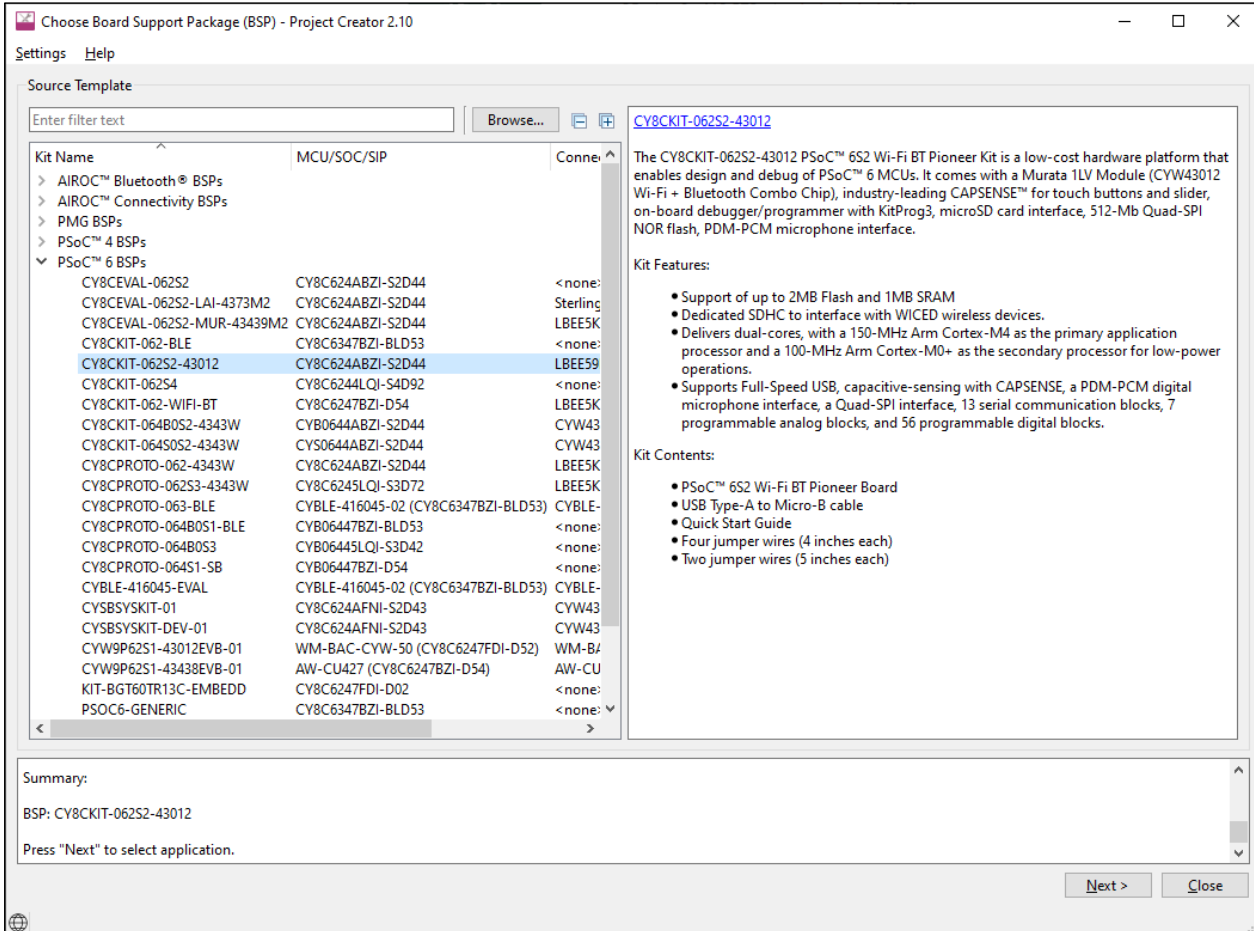 Choose Board Support Package (BSP) - Project Creator 2.10
Settings Help
Source Template
Enter filter text
Browse...
Kit Name MCU/SOC/SIP Conne
AIROC™ Bluetooth® BSPs
AIROC™ Connectivity BSPs
PMG BSPs
PSoC™ 4 BSPs
PSoC™ 6 BSPs
CY8CEVAL-062S2 CY8C624ABZI-S2D44 <none>
CY8CEVAL-062S2-LAI-4373M2 CY8C624ABZI-S2D44 Sterling
CY8CEVAL-062S2-MUR-43439M2 CY8C624ABZI-S2D44 LBEE5K
CY8CKIT-062-BLE CY8C6347BZI-BLD53 <none>
CY8CKIT-062S2-43012 CY8C624ABZI-S2D44 LBEE59
CY8CKIT-062S4 CY8C6244LQI-S4D92 <none>
CY8CKIT-062-WIFI-BT CY8C6247BZI-D54 LBEE5K
CY8CKIT-064B0S2-4343W CYB0644ABZI-S2D44 CYW43
CY8CKIT-064S0S2-4343W CYS0644ABZI-S2D44 CYW43
CY8CPROTO-062-4343W CY8C624ABZI-S2D44 LBEE5K
CY8CPROTO-062S3-4343W CY8C6245LQI-S3D72 LBEE5K
CY8CPROTO-063-BLE CYBLE-416045-02 (CY8C6347BZI-BLD53) CYBLE-
CY8CPROTO-064B0S1-BLE CYB06447BZI-BLD53 <none>
CY8CPROTO-064B0S3 CYB06445LQI-S3D42 <none>
CY8CPROTO-064S1-SB CYB06447BZI-D54 <none>
CYBLE-416045-EVAL CYBLE-416045-02 (CY8C6347BZI-BLD53) CYBLE-
CYSBSYSKIT-01 CY8C624AFNI-S2D43 CYW43
CYSBSYSKIT-DEV-01 CY8C624AFNI-S2D43 CYW43
CYW9P62S1-43012EVB-01 WM-BAC-CYW-50 (CY8C6247FDI-D52) WM-BA
CYW9P62S1-43438EVB-01 AW-CU427 (CY8C6247BZI-D54) AW-CU
KIT-BGT60TR13C-EMBEDD CY8C6247FDI-D02 <none>
PSOC6-GENERIC CY8C6347BZI-BLD53 <none>
CY8CKIT-062S2-43012
The CY8CKIT-062S2-43012 PSoC™ 6S2 Wi-Fi BT Pioneer Kit is a low-cost hardware platform that
enables design and debug of PSoC™ 6 MCUs. It comes with a Murata 1LV Module (CYW43012
Wi-Fi + Bluetooth Combo Chip), industry-leading CAPSENSE™ for touch buttons and slider,
on-board debugger/programmer with KitProg3, microSD card interface, 512-Mb Quad-SPI
NOR flash, PDM-PCM microphone interface.
Kit Features:
• Support of up to 2MB Flash and 1MB SRAM
• Dedicated SDHC to interface with WICED wireless devices.
• Delivers dual-cores, with a 150-MHz Arm Cortex-M4 as the primary application
processor and a 100-MHz Arm Cortex-M0+ as the secondary processor for low-power
operations.
• Supports Full-Speed USB, capacitive-sensing with CAPSENSE, a PDM-PCM digital
microphone interface, a Quad-SPI interface, 13 serial communication blocks, 7
programmable analog blocks, and 56 programmable digital blocks.
Kit Contents:
• PSoC™ 6S2 Wi-Fi BT Pioneer Board
• USB Type-A to Micro-B cable
• Quick Start Guide
• Four jumper wires (4 inches each)
• Two jumper wires (5 inches each)
Summary:
BSP: CY8CKIT-062S2-43012
Press "Next" to select application.
Next > Close